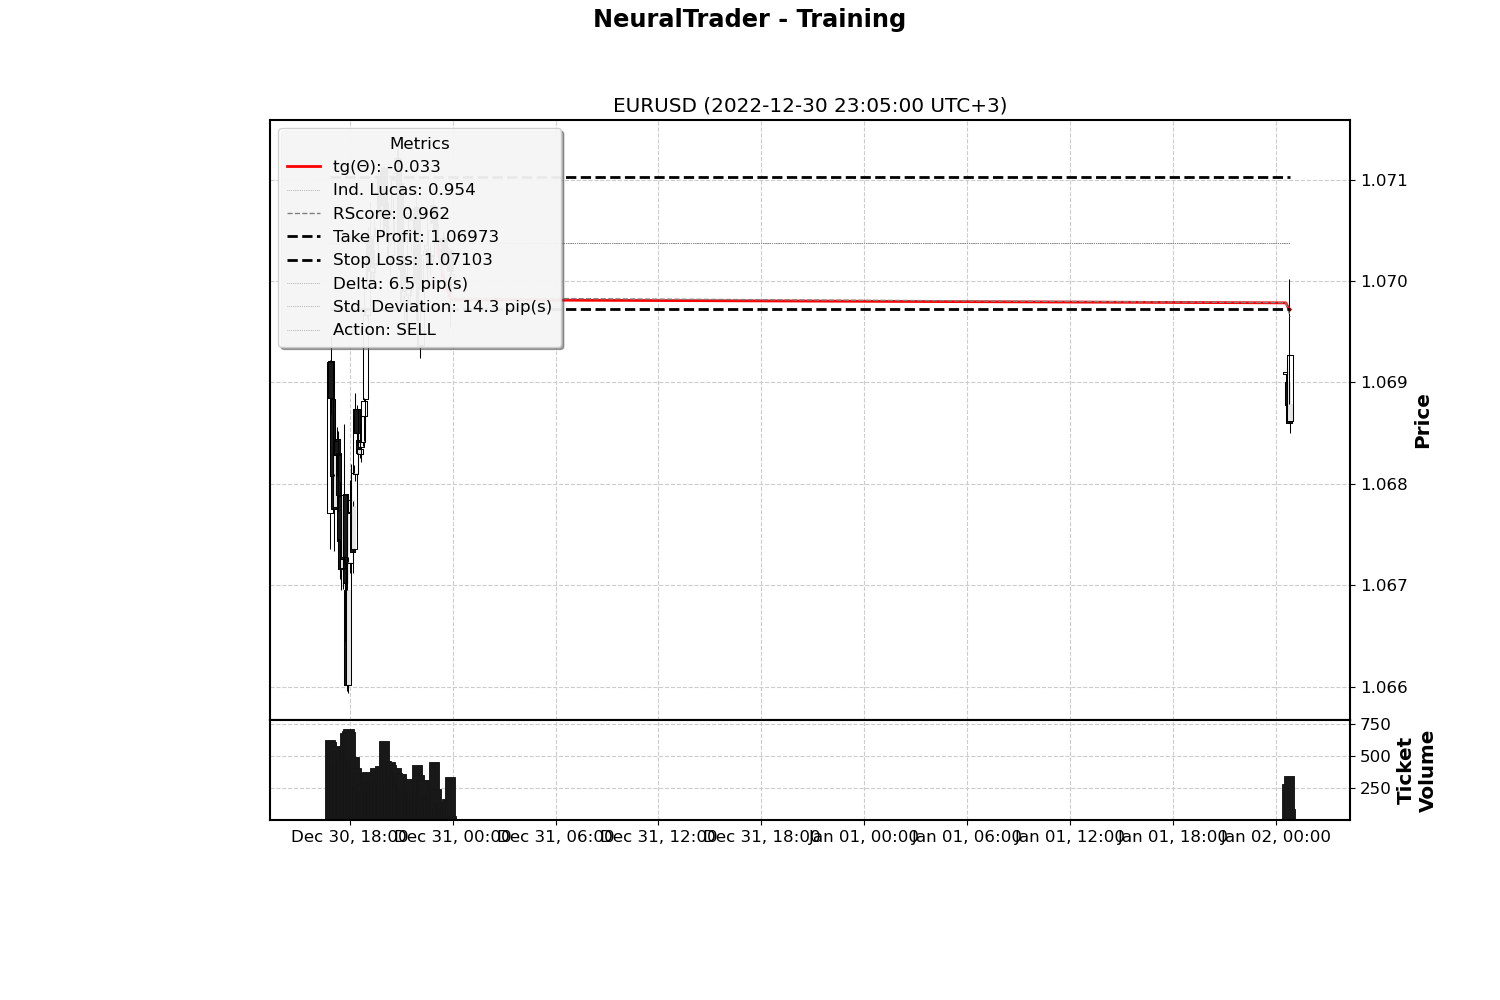 NeuralTrader - Training
EURUSD (2022-12-30 23:05:00 UTC+3)
Metrics
tg(Θ): -0.033
Ind. Lucas: 0.954
RScore: 0.962
Take Profit: 1.06973
Stop Loss: 1.07103
Delta: 6.5 pip(s)
Std. Deviation: 14.3 pip(s)
Action: SELL
1.071
1.070
1.069
1.068
1.067
1.066
Price
750
500
250
Ticket
Volume
Dec 30, 18:00 Dec 31, 00:00 Dec 31, 06:00 Dec 31, 12:00 Dec 31, 18:00 Jan 01, 00:00 Jan 01, 06:00 Jan 01, 12:00 Jan 01, 18:00 Jan 02, 00:00